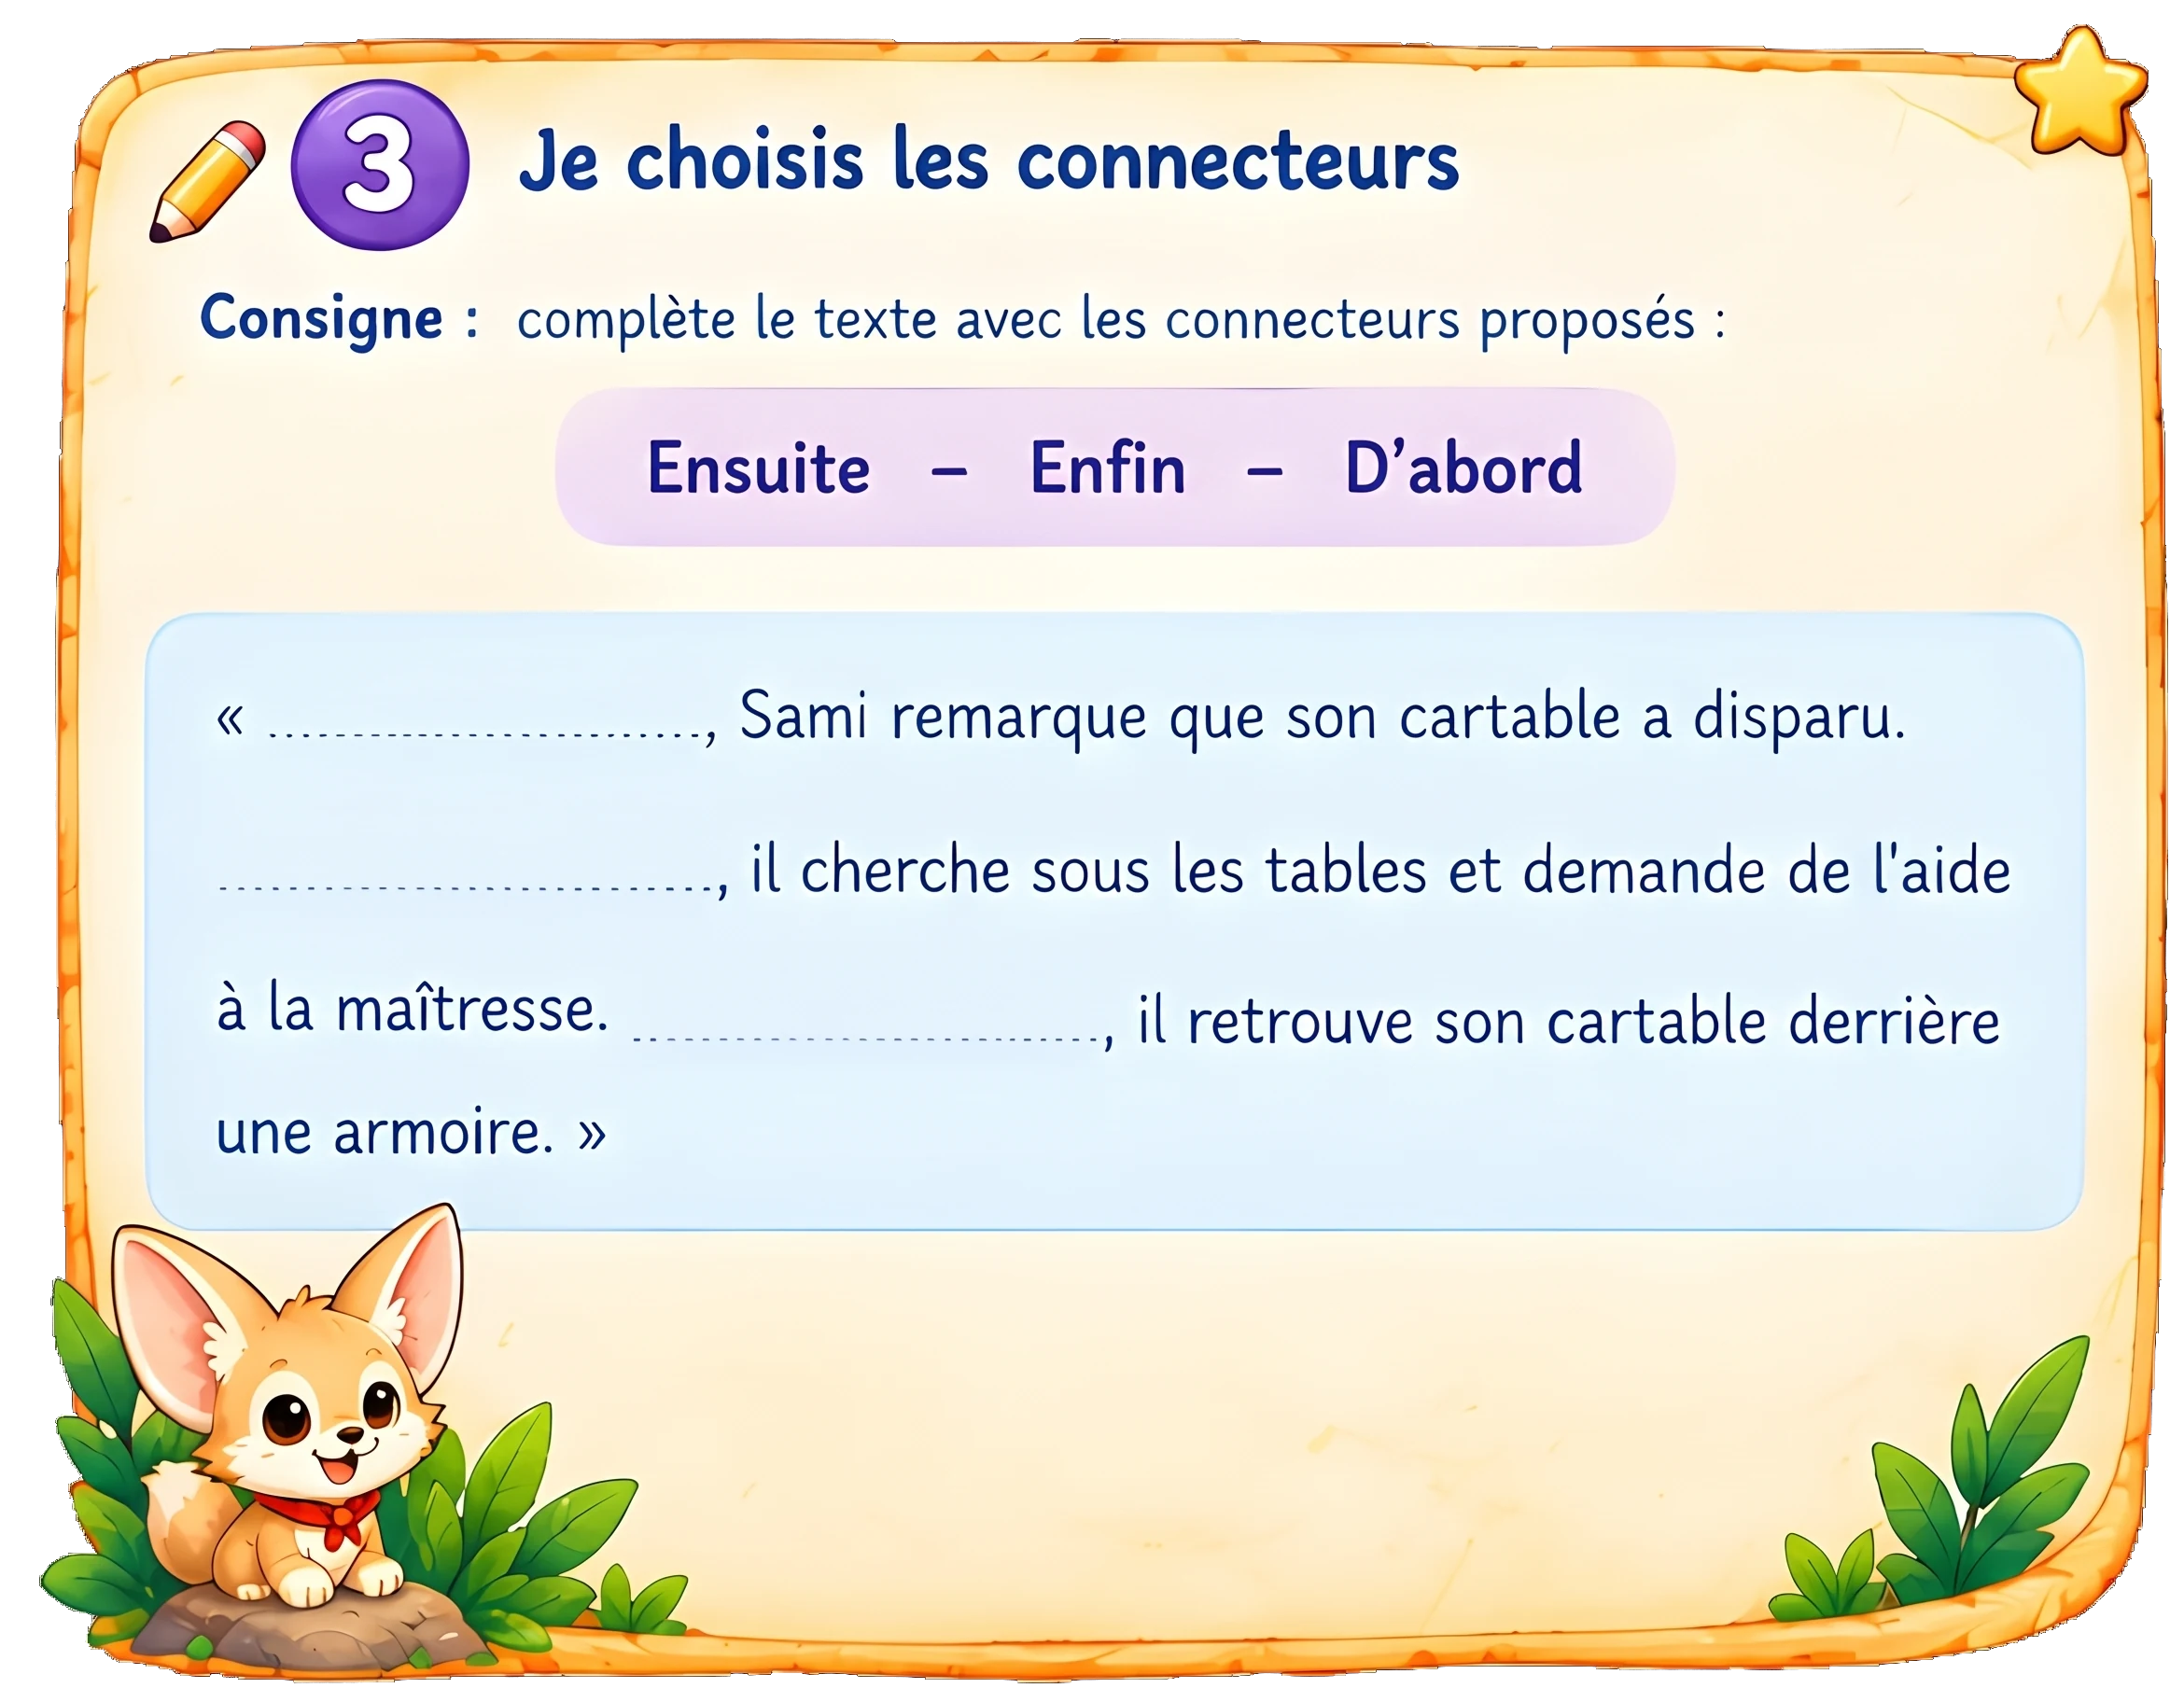 3 Je choisis les connecteurs
Consigne : complète le texte avec les connecteurs proposés :
Ensuite – Enfin – D’abord
« ........................, Sami remarque que son cartable a disparu.
........................, il cherche sous les tables et demande de l'aide
à la maîtresse. ........................, il retrouve son cartable derrière
une armoire. »